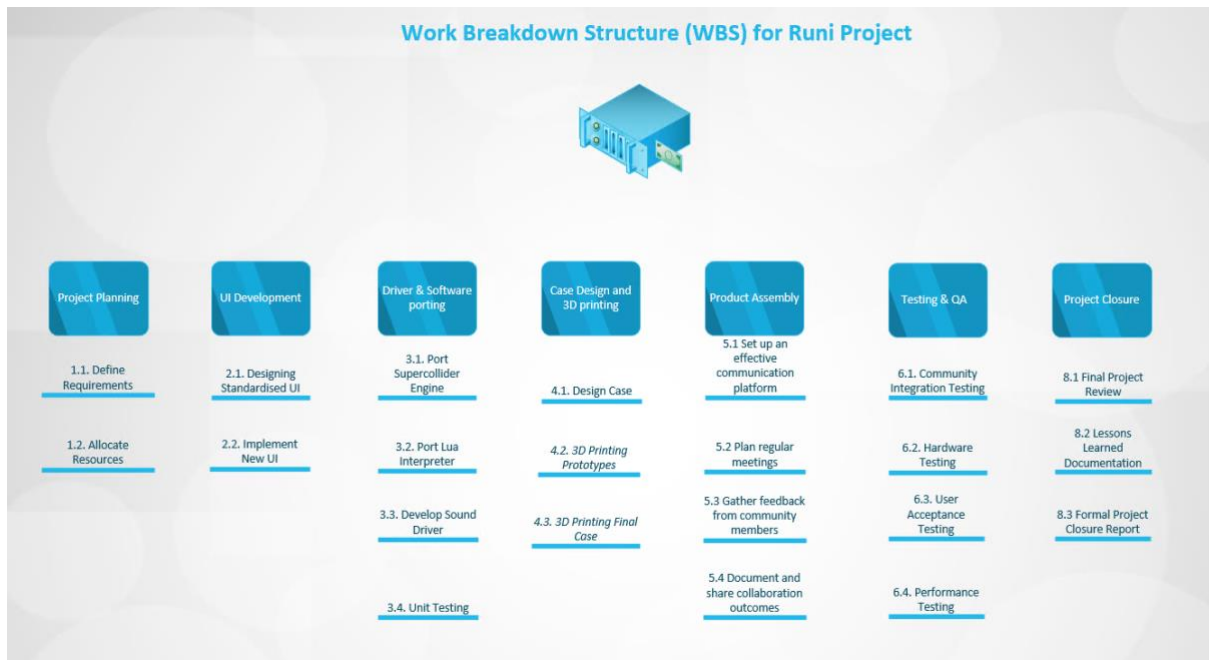 Work Breakdown Structure (WBS) for Runi Project
Project Planning
1.1. Define
Requirements
1.2. Allocate
Resources
UI Development
2.1. Designing
Standardised UI
2.2. Implement
New UI
Driver & Software
porting
3.1. Port
Supercollider
Engine
3.2. Port Lua
Interpreter
3.3. Develop Sound
Driver
3.4. Unit Testing
Case Design and
3D printing
4.1. Design Case
4.2. 3D Printing
Prototypes
4.3. 3D Printing Final
Case
Product Assembly
5.1 Set up an
effective
communication
platform
5.2 Plan regular
meetings
5.3 Gather feedback
from community
members
5.4 Document and
share collaboration
outcomes
Testing & QA
6.1. Community
Integration Testing
6.2. Hardware
Testing
6.3. User
Acceptance
Testing
6.4. Performance
Testing
Project Closure
8.1 Final Project
Review
8.2 Lessons
Learned
Documentation
8.3 Formal Project
Closure Report